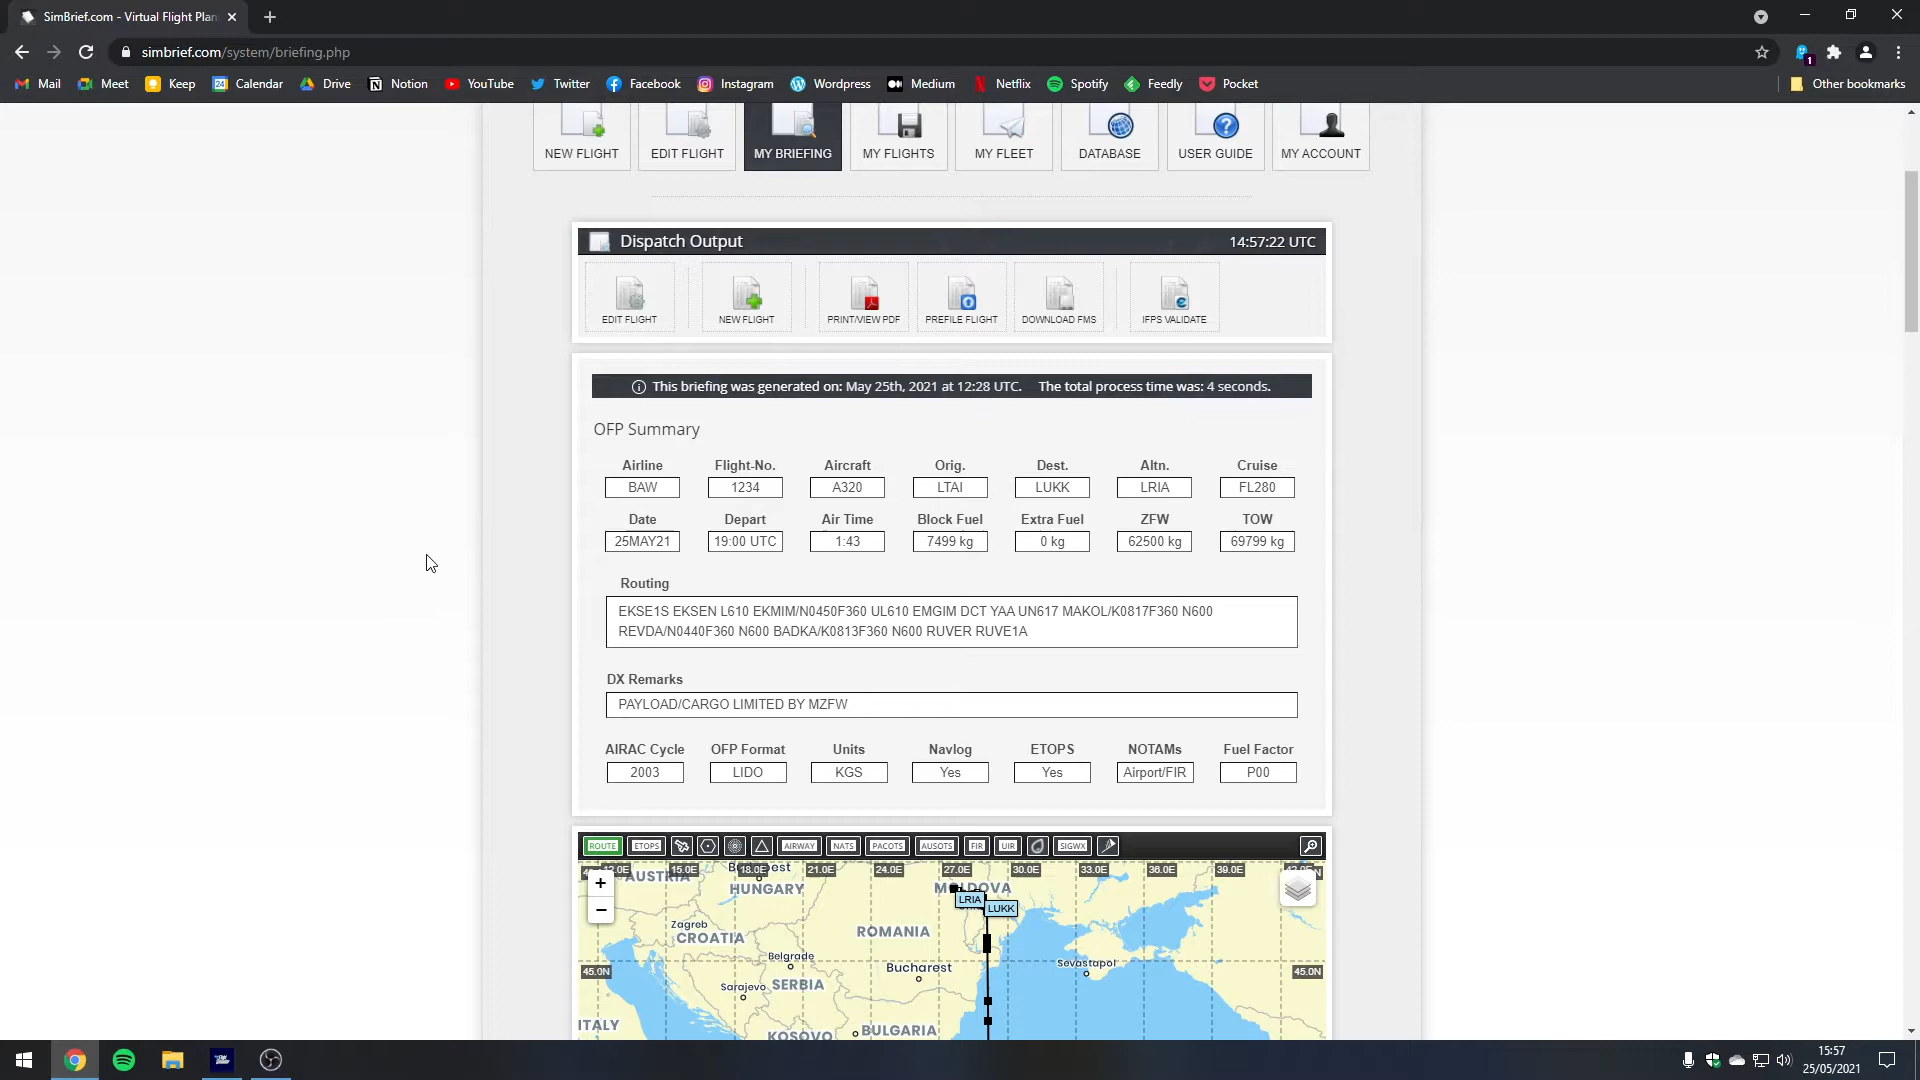 SimBrief.com - Virtual Flight Plan
simbrief.com/system/briefing.php
1
Mail Meet Keep Calendar Drive Notion YouTube Twitter Facebook Instagram Wordpress Medium Netflix Spotify Feedly Pocket Other bookmarks
NEW FLIGHT EDIT FLIGHT MY BRIEFING MY FLIGHTS MY FLEET DATABASE USER GUIDE MY ACCOUNT
Dispatch Output 14:57:22 UTC
EDIT FLIGHT NEW FLIGHT PRINT/VIEW PDF PREFILE FLIGHT DOWNLOAD FMS IFPS VALIDATE
This briefing was generated on: May 25th, 2021 at 12:28 UTC. The total process time was: 4 seconds.
OFP Summary
Airline Flight-No. Aircraft Orig. Dest. Altn. Cruise
BAW 1234 A320 LTAI LUKK LRIA FL280
Date Depart Air Time Block Fuel Extra Fuel ZFW TOW
25MAY21 19:00 UTC 1:43 7499 kg 0 kg 62500 kg 69799 kg
Routing
EKSE1S EKSEN L610 EKMIM/N0450F360 UL610 EMGIM DCT YAA UN617 MAKOL/K0817F360 N600
REVDA/N0440F360 N600 BADKA/K0813F360 N600 RUVER RUVE1A
DX Remarks
PAYLOAD/CARGO LIMITED BY MZFW
AIRAC Cycle OFP Format Units Navlog ETOPS NOTAMs Fuel Factor
2003 LIDO KGS Yes Yes Airport/FIR P00
ROUTE ETOPS AIRWAY NATS PACOTS AUSOTS FIR UIR SIGWX
15.0E 18.0E 21.0E 24.0E 27.0E 30.0E 33.0E 36.0E 39.0E
+ AUSTRIA HUNGARY MOLDOVA
LRIA
LUKK
−
Zagreb
CROATIA ROMANIA
Belgrade
Bucharest Sevastapol
45.0N 45.0N
Sarajevo SERBIA
ITALY BULGARIA
KOSOVO
15:57
25/05/2021